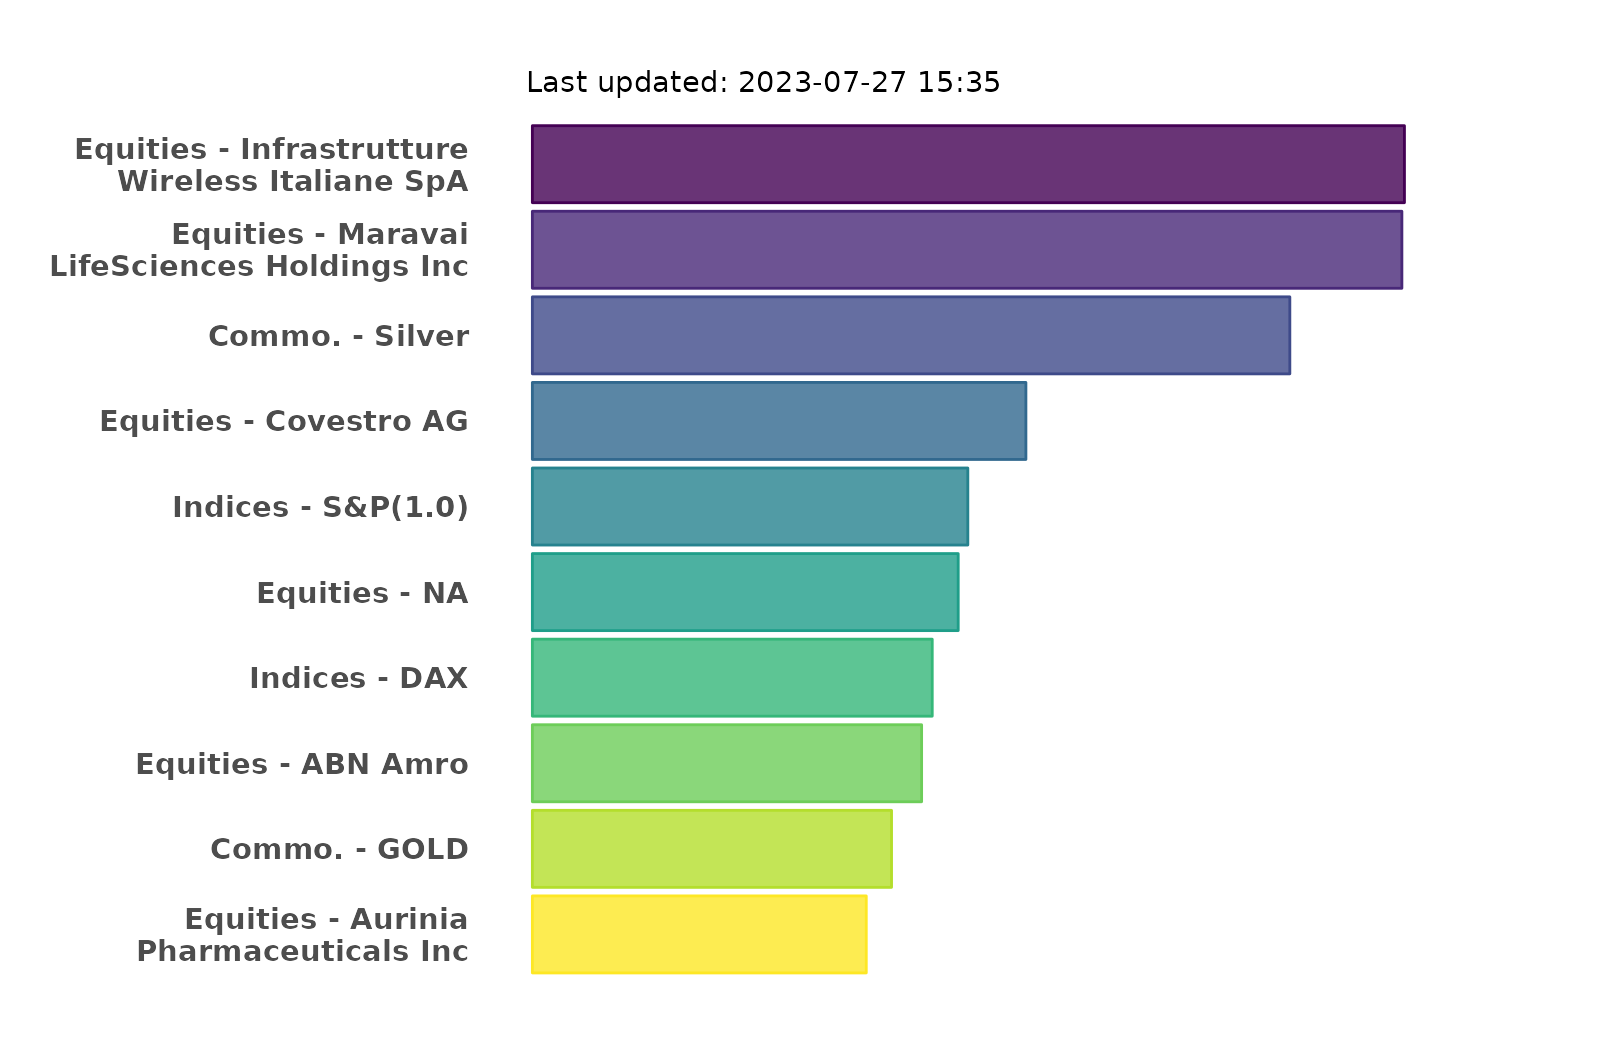 Last updated: 2023-07-27 15:35
Equities - Infrastrutture
Wireless Italiane SpA
Equities - Maravai
LifeSciences Holdings Inc
Commo. - Silver
Equities - Covestro AG
Indices - S&P(1.0)
Equities - NA
Indices - DAX
Equities - ABN Amro
Commo. - GOLD
Equities - Aurinia
Pharmaceuticals Inc